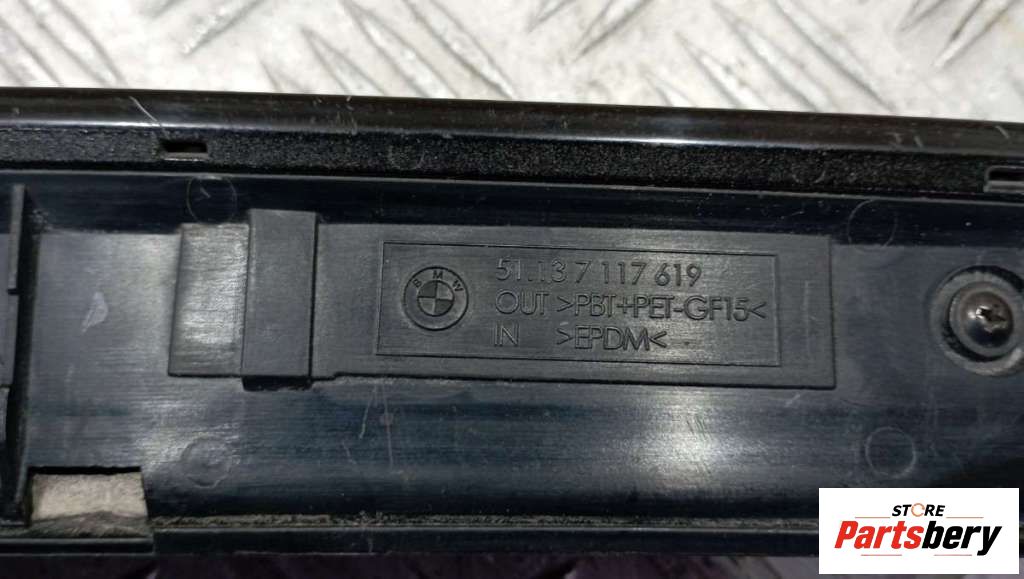 BMW
51.13 7 117 619
OUT >PBT+PET-GF15<
IN >EPDM<
STORE
Partsbery